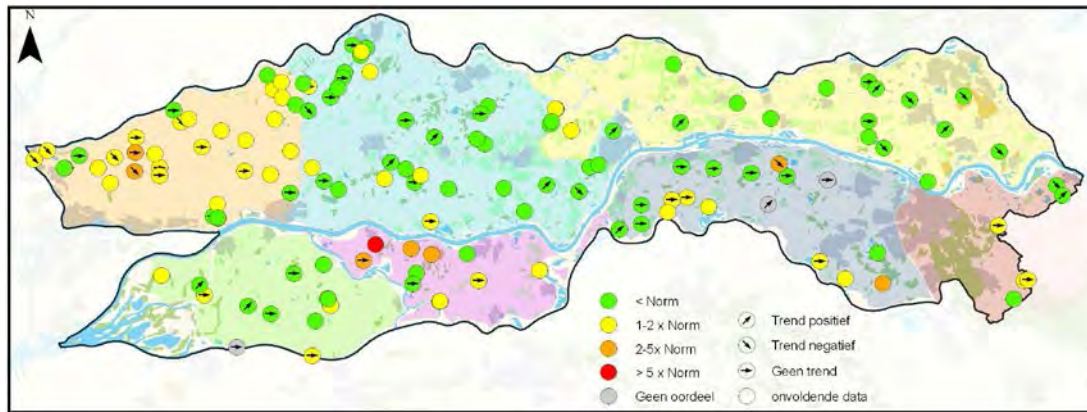 N
< Norm
1-2 x Norm
2-5x Norm
> 5 x Norm
Geen oordeel
Trend positief
Trend negatief
Geen trend
onvoldende data